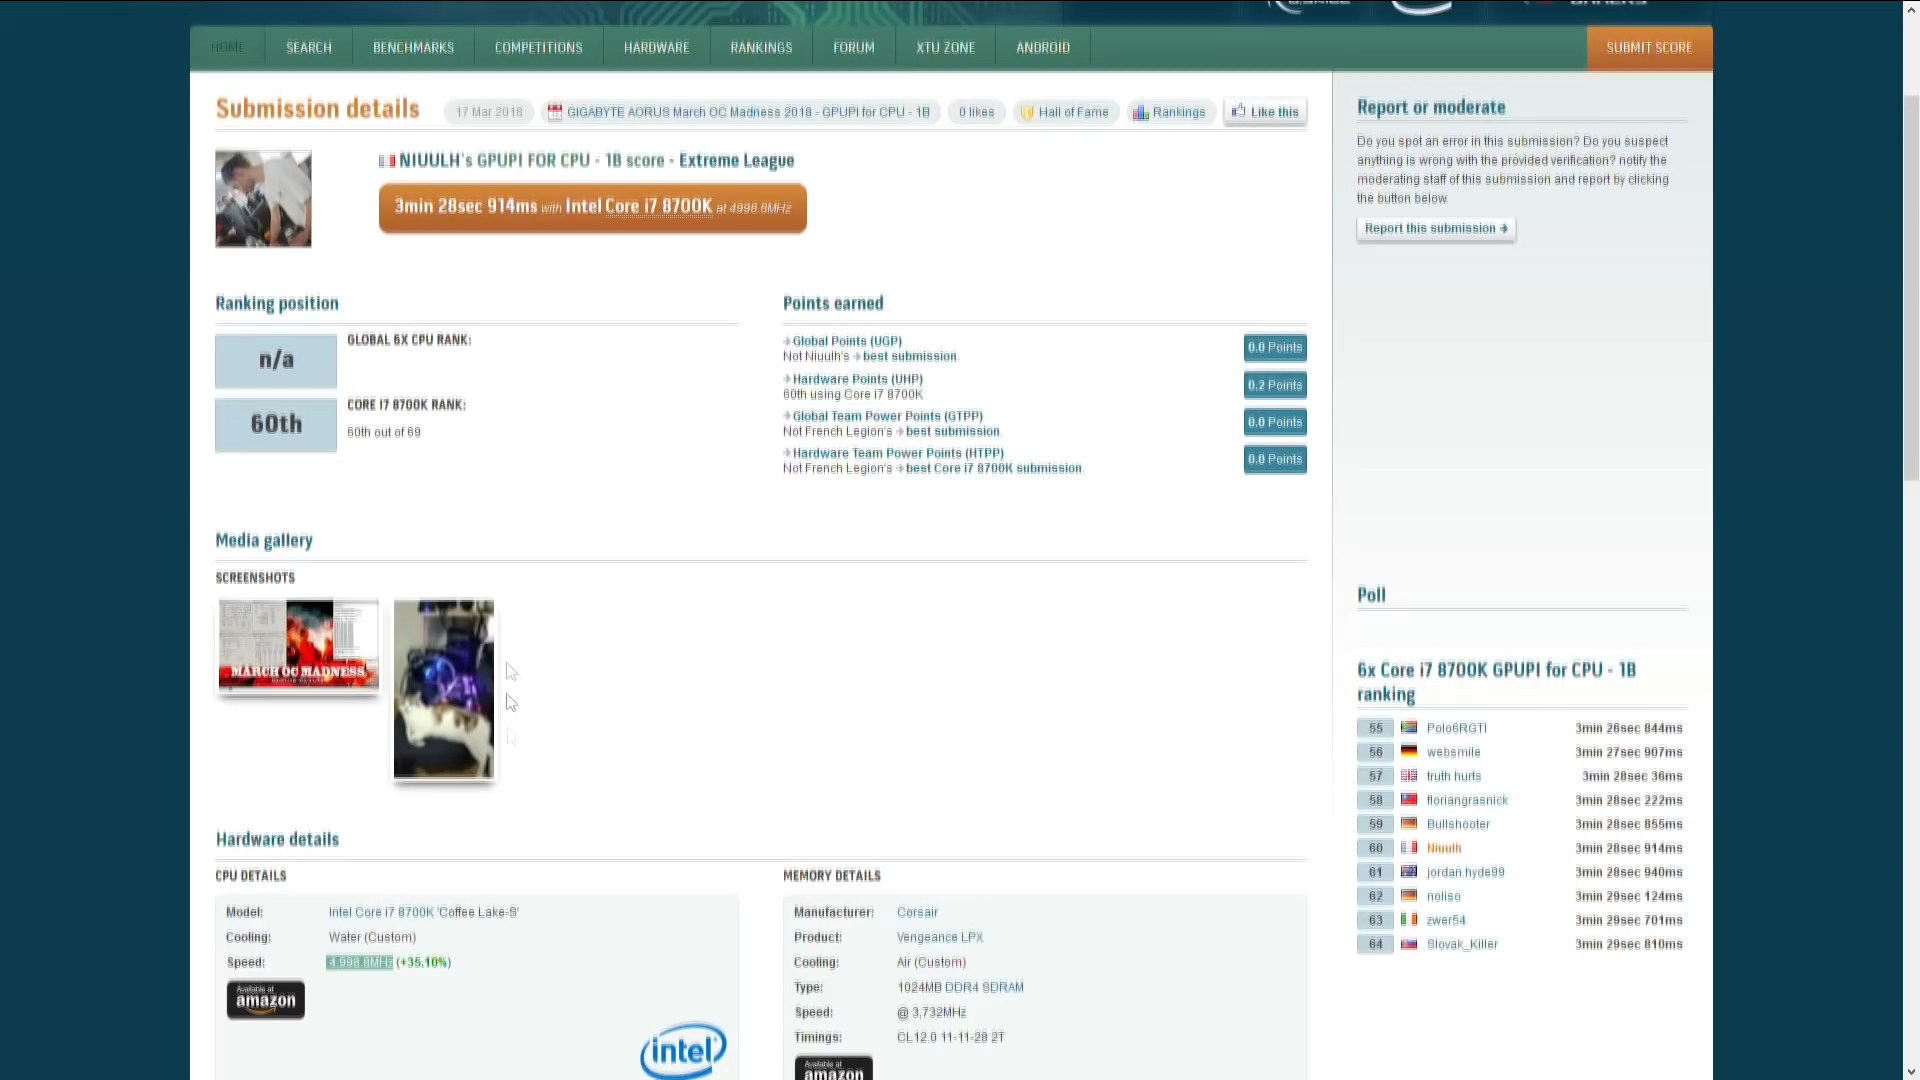 HOME SEARCH BENCHMARKS COMPETITIONS HARDWARE RANKINGS FORUM XTU ZONE ANDROID SUBMIT SCORE
Submission details
17 Mar 2018
GIGABYTE AORUS March OC Madness 2018 - GPUPI for CPU - 1B
0 likes
Hall of Fame
Rankings
Like this
NIUULH's GPUPI FOR CPU - 1B score - Extreme League
3min 28sec 914ms with Intel Core i7 8700K at 4998.8MHz
Ranking position
n/a
GLOBAL 6X CPU RANK:
60th
CORE I7 8700K RANK:
60th out of 69
Points earned
Global Points (UGP)
Not Niuulh's best submission.
0.0 Points
Hardware Points (UHP)
60th using Core i7 8700K
0.2 Points
Global Team Power Points (GTPP)
Not French Legion's best submission.
0.0 Points
Hardware Team Power Points (HTPP)
Not French Legion's best Core i7 8700K submission.
0.0 Points
Media gallery
SCREENSHOTS
MARCH OC MADNESS
Hardware details
CPU DETAILS
Model: Intel Core i7 8700K 'Coffee Lake-S'
Cooling: Water (Custom)
Speed: 4,998.8MHz (+35.10%)
Available at
amazon
intel
MEMORY DETAILS
Manufacturer: Corsair
Product: Vengeance LPX
Cooling: Air (Custom)
Type: 1024MB DDR4 SDRAM
Speed: @ 3,732MHz
Timings: CL12.0 11-11-28 2T
Available at
amazon
Report or moderate
Do you spot an error in this submission? Do you suspect
anything is wrong with the provided verification? notify the
moderating staff of this submission and report by clicking
the button below.
Report this submission
Poll
6x Core i7 8700K GPUPI for CPU - 1B
ranking
55 Polo6RGTI 3min 26sec 844ms
56 websmile 3min 27sec 907ms
57 truth hurts 3min 28sec 36ms
58 floriangrasnick 3min 28sec 222ms
59 Bullshooter 3min 28sec 855ms
60 Niuulh 3min 28sec 914ms
61 jordan.hyde99 3min 28sec 940ms
62 noliso 3min 29sec 124ms
63 zwer54 3min 29sec 701ms
64 Slovak_Killer 3min 29sec 810ms